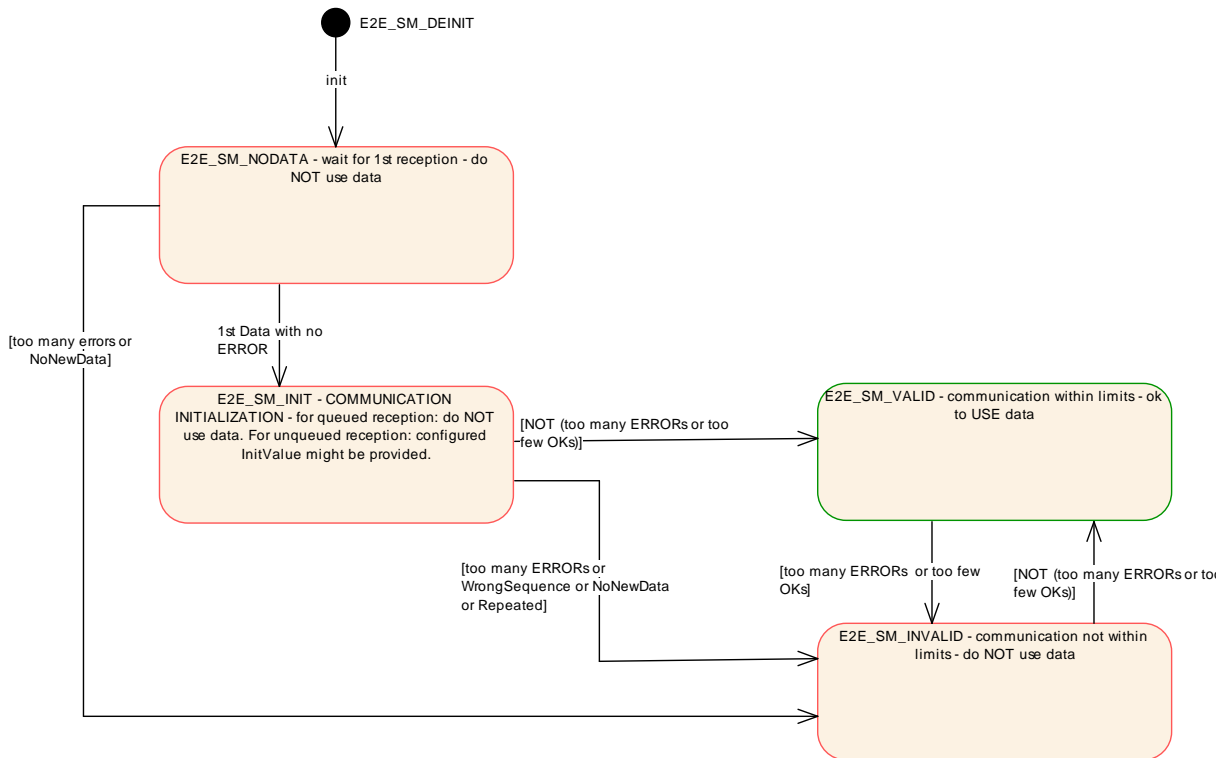 E2E_SM_DEINIT
init
E2E_SM_NODATA - wait for 1st reception - do
NOT use data
[too many errors or
NoNewData]
1st Data with no
ERROR
E2E_SM_INIT - COMMUNICATION
INITIALIZATION - for queued reception: do NOT
use data. For unqueued reception: configured
InitValue might be provided.
[NOT (too many ERRORs or too
few OKs)]
E2E_SM_VALID - communication within limits - ok
to USE data
[too many ERRORs or
WrongSequence or NoNewData
or Repeated]
[too many ERRORs or too few
OKs]
[NOT (too many ERRORs or too
few OKs)]
E2E_SM_INVALID - communication not within
limits - do NOT use data